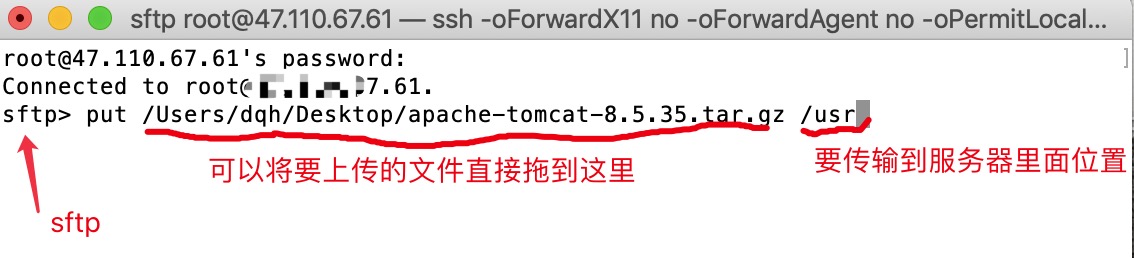 sftp root@47.110.67.61 — ssh -oForwardX11 no -oForwardAgent no -oPermitLocal...
root@47.110.67.61's password:
Connected to root@ 7.61.
sftp> put /Users/dqh/Desktop/apache-tomcat-8.5.35.tar.gz /usr
可以将要上传的文件直接拖到这里
要传输到服务器里面位置
sftp